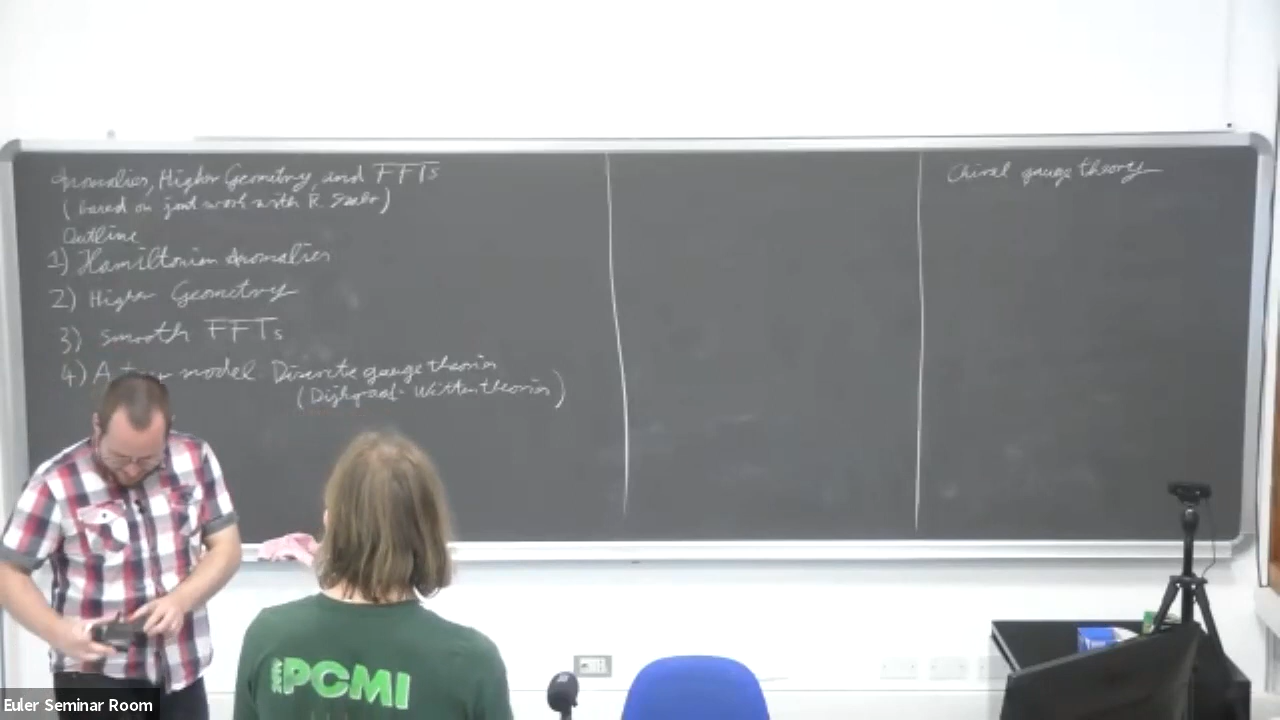 Anomalies, Higher Geometry, and FFTs
(based on joint work with R. Szabo)
Outline
1) Hamiltonian Anomalies
2) Higher Geometry
3) Smooth FFTs
4) A model: Discrete gauge theories
(Dijkgraaf-Witten theories)
Chiral gauge theory
PCMI
Euler Seminar Room